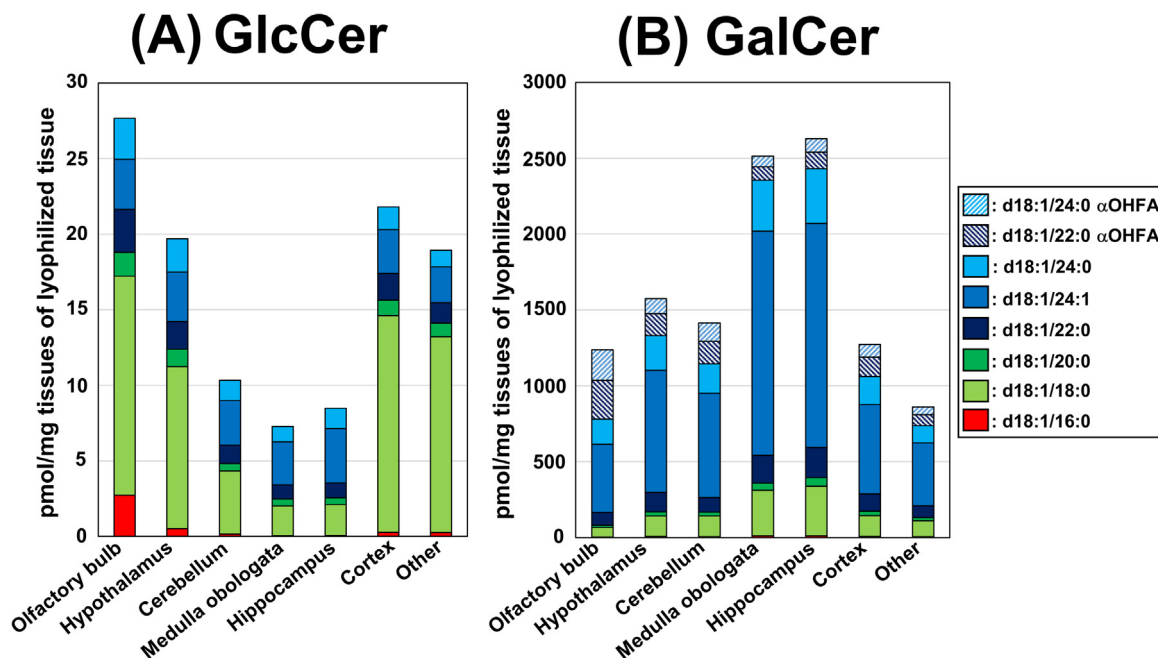 (A) GlcCer
pmol/mg tissues of lyophilized tissue
30
25
20
15
10
5
0
Olfactory bulb
Hypothalamus
Cerebellum
Medulla obologata
Hippocampus
Cortex
Other
(B) GalCer
pmol/mg tissues of lyophilized tissue
3000
2500
2000
1500
1000
500
0
Olfactory bulb
Hypothalamus
Cerebellum
Medulla obologata
Hippocampus
Cortex
Other
: d18:1/24:0 αOHFA
: d18:1/22:0 αOHFA
: d18:1/24:0
: d18:1/24:1
: d18:1/22:0
: d18:1/20:0
: d18:1/18:0
: d18:1/16:0